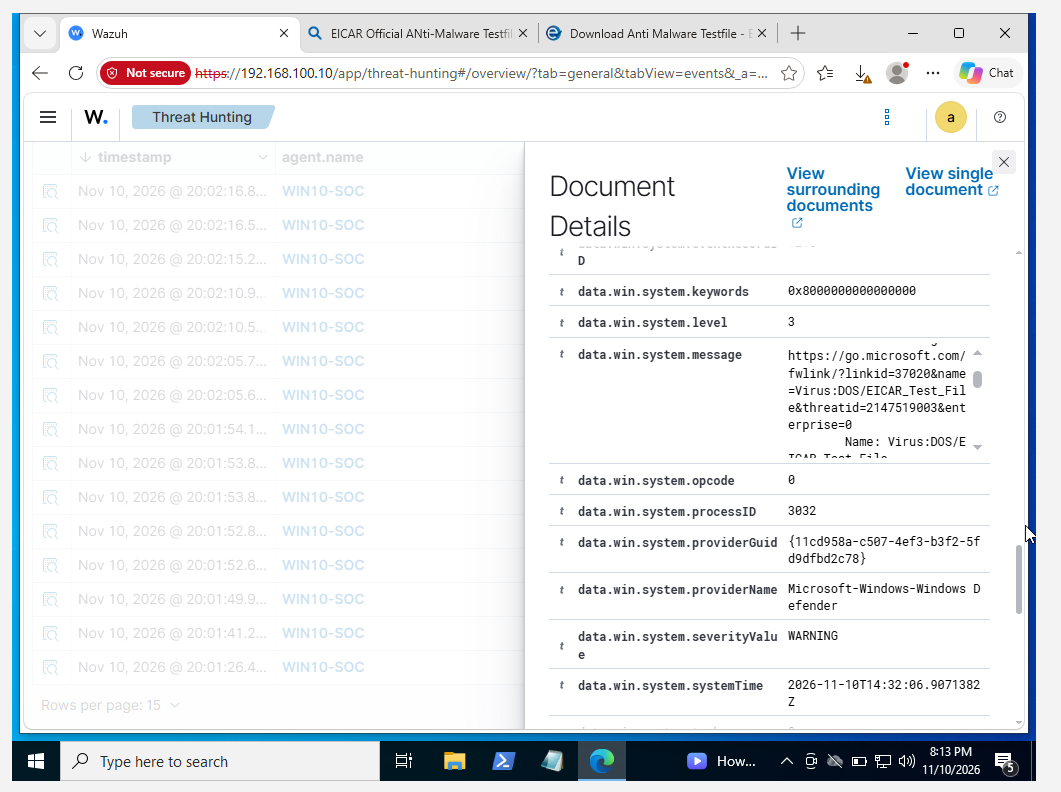 Wazuh
EICAR Official ANti-Malware Testfil
Download Anti Malware Testfile - E
Not secure
https://192.168.100.10/app/threat-hunting#/overview/?tab=general&tabView=events&_a=...
Chat
W.
Threat Hunting
a
timestamp
agent.name
Nov 10, 2026 @ 20:02:16.8... WIN10-SOC
Nov 10, 2026 @ 20:02:16.5... WIN10-SOC
Nov 10, 2026 @ 20:02:15.2... WIN10-SOC
Nov 10, 2026 @ 20:02:10.9... WIN10-SOC
Nov 10, 2026 @ 20:02:10.5... WIN10-SOC
Nov 10, 2026 @ 20:02:05.7... WIN10-SOC
Nov 10, 2026 @ 20:02:05.6... WIN10-SOC
Nov 10, 2026 @ 20:01:54.1... WIN10-SOC
Nov 10, 2026 @ 20:01:53.8... WIN10-SOC
Nov 10, 2026 @ 20:01:53.8... WIN10-SOC
Nov 10, 2026 @ 20:01:52.8... WIN10-SOC
Nov 10, 2026 @ 20:01:52.6... WIN10-SOC
Nov 10, 2026 @ 20:01:49.9... WIN10-SOC
Nov 10, 2026 @ 20:01:41.2... WIN10-SOC
Nov 10, 2026 @ 20:01:26.4... WIN10-SOC
Rows per page: 15
Document
Details
View
surrounding
documents
View single
document
D
t data.win.system.keywords 0x8000000000000000
t data.win.system.level 3
t data.win.system.message
https://go.microsoft.com/
fwlink/?linkid=37020&name
=Virus:DOS/EICAR_Test_Fil
e&threatid=2147519003&ent
erprise=0
Name: Virus:DOS/E
ICAR_Test_File
t data.win.system.opcode 0
t data.win.system.processID 3032
t data.win.system.providerGuid {11cd958a-c507-4ef3-b3f2-5f
d9dfbd2c78}
t data.win.system.providerName Microsoft-Windows-Windows D
efender
t data.win.system.severityValu
e
WARNING
t data.win.system.systemTime 2026-11-10T14:32:06.9071382
Z
Type here to search
How...
8:13 PM
11/10/2026
5